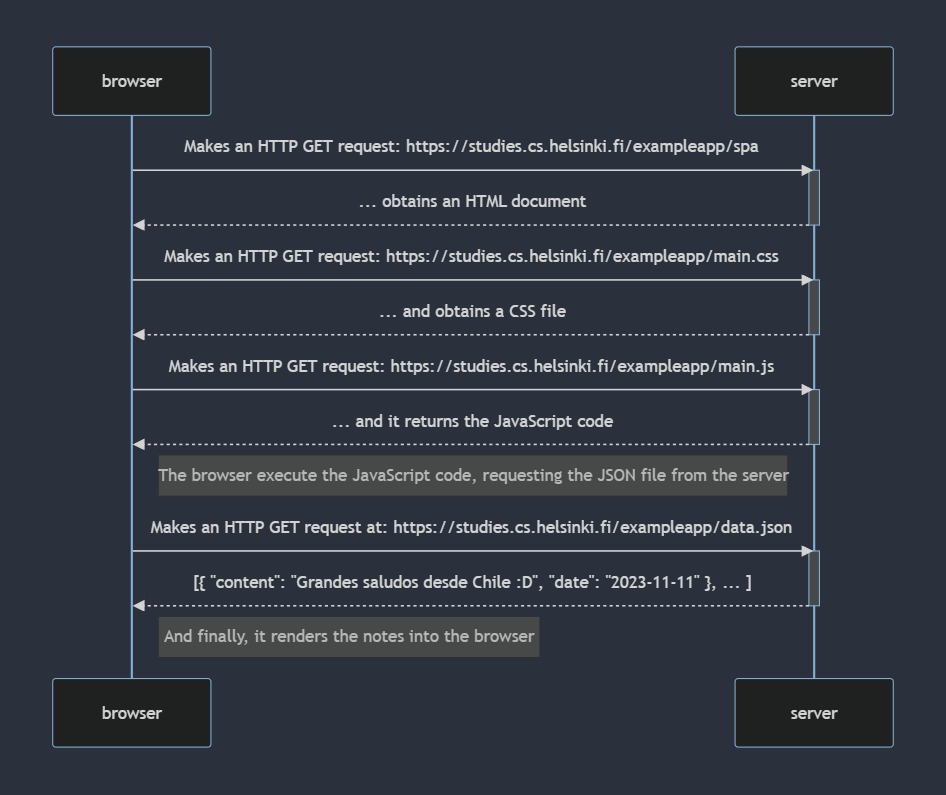 browser
server
Makes an HTTP GET request: https://studies.cs.helsinki.fi/exampleapp/spa
... obtains an HTML document
Makes an HTTP GET request: https://studies.cs.helsinki.fi/exampleapp/main.css
... and obtains a CSS file
Makes an HTTP GET request: https://studies.cs.helsinki.fi/exampleapp/main.js
... and it returns the JavaScript code
The browser execute the JavaScript code, requesting the JSON file from the server
Makes an HTTP GET request at: https://studies.cs.helsinki.fi/exampleapp/data.json
[{ "content": "Grandes saludos desde Chile :D", "date": "2023-11-11" }, ... ]
And finally, it renders the notes into the browser
browser
server